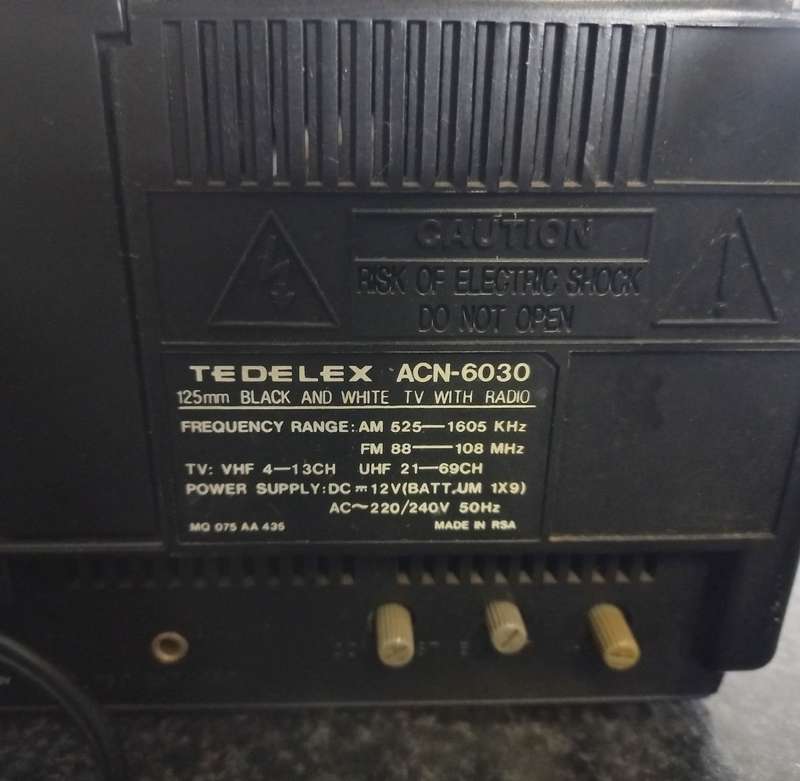 CAUTION
RISK OF ELECTRIC SHOCK
DO NOT OPEN
TEDELEX ACN-6030
125mm BLACK AND WHITE TV WITH RADIO
FREQUENCY RANGE: AM 525—1605 KHz
FM 88—108 MHz
TV: VHF 4—13CH UHF 21—69CH
POWER SUPPLY: DC⎓12V(BATT.UM 1X9)
AC~220/240V 50Hz
MQ 075 AA 435 MADE IN RSA